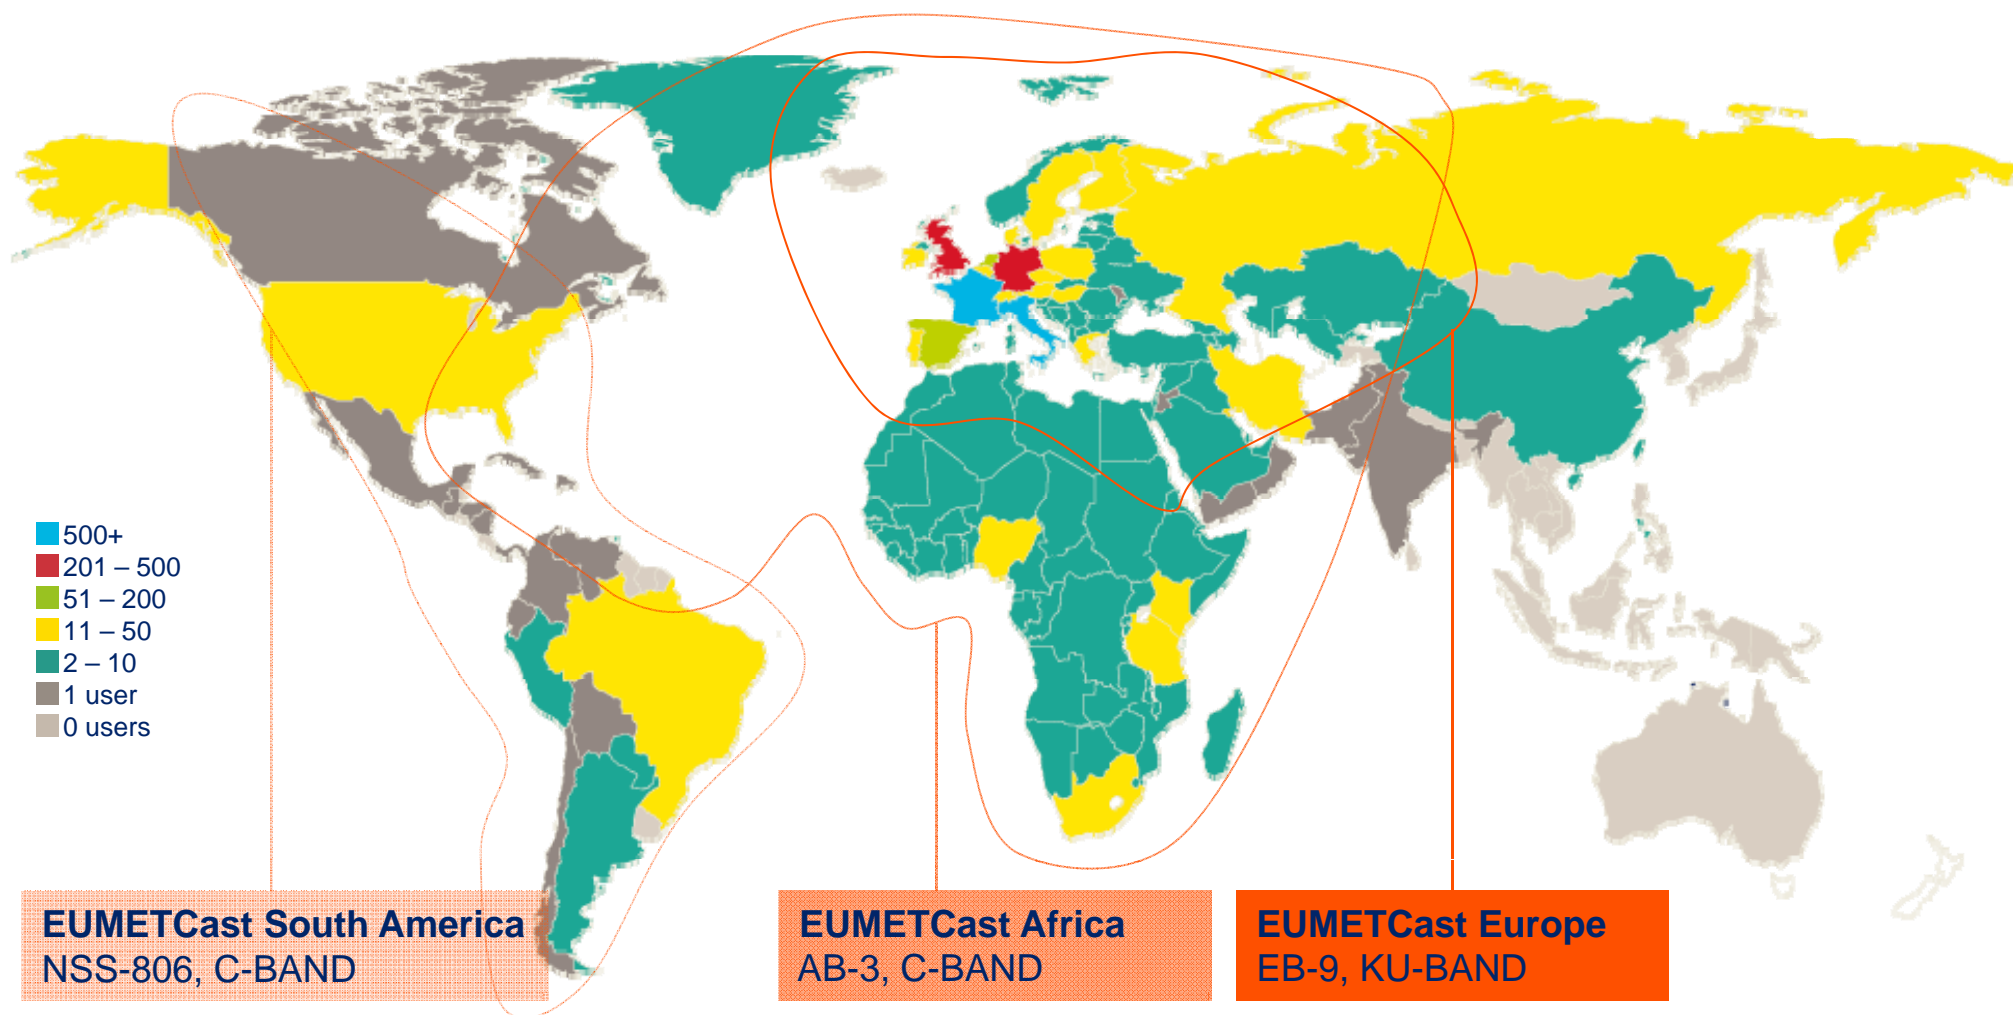 500+
201 – 500
51 – 200
11 – 50
2 – 10
1 user
0 users
EUMETCast South America
NSS-806, C-BAND
EUMETCast Africa
AB-3, C-BAND
EUMETCast Europe
EB-9, KU-BAND